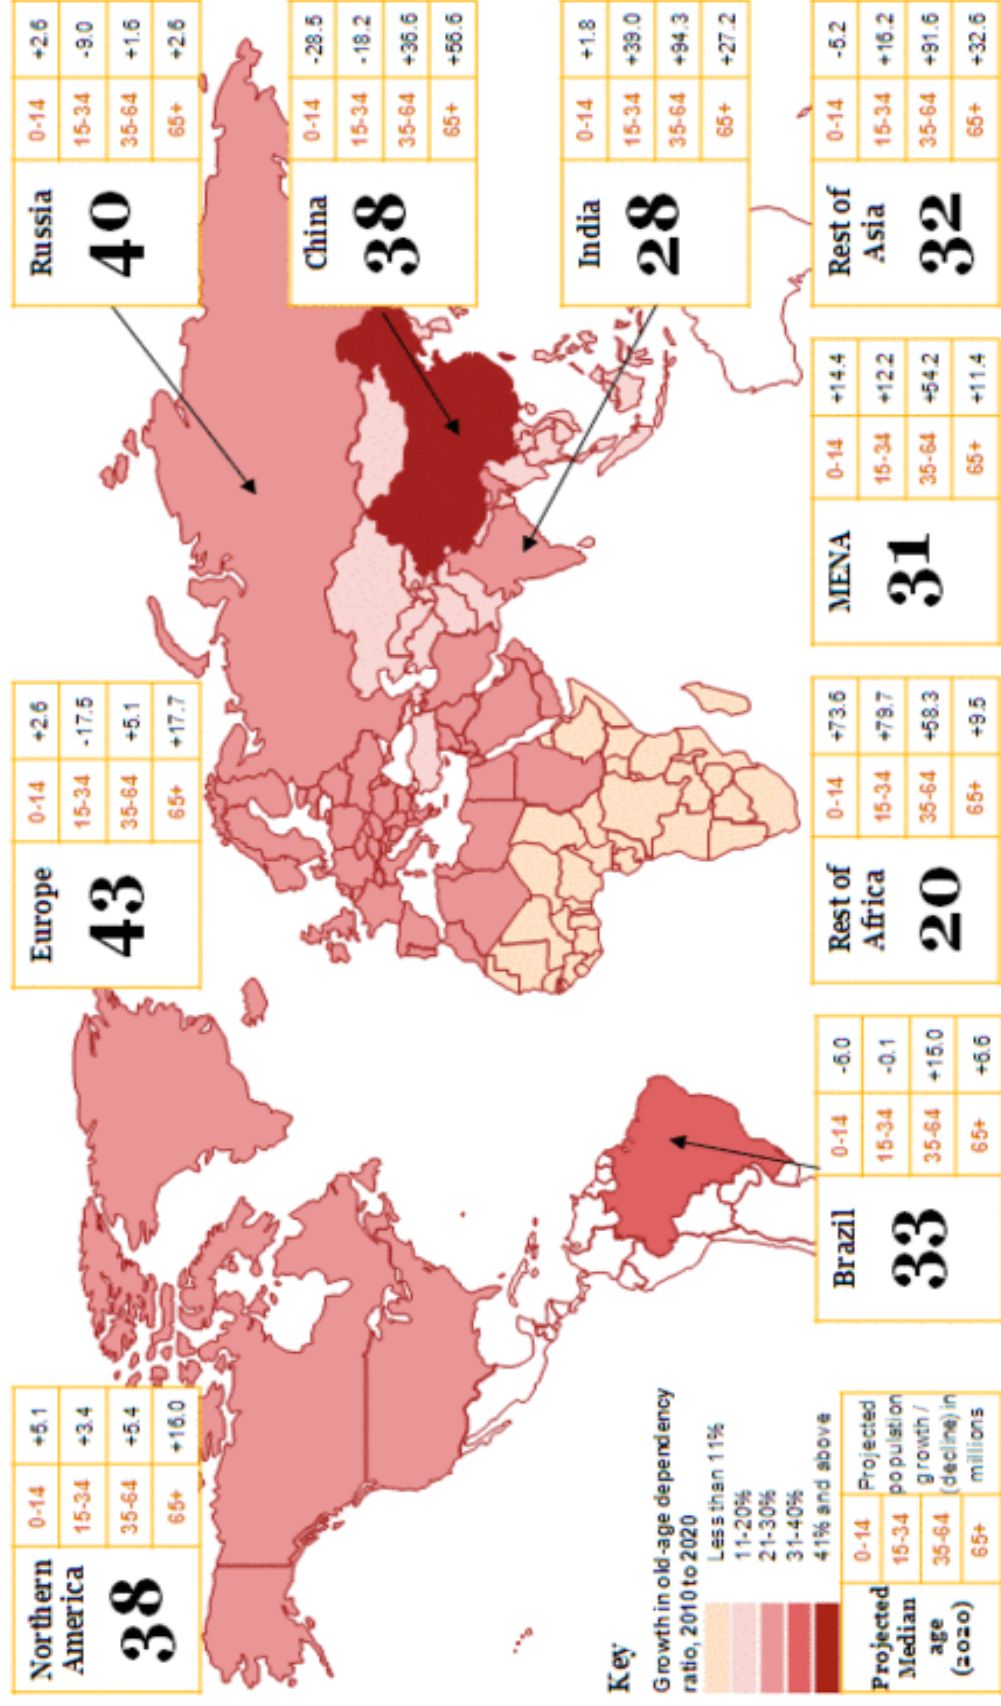 Northern
America
38
0-14 +5.1
15-34 +3.4
35-64 +5.4
65+ +16.0
Europe
43
0-14 +2.6
15-34 -17.5
35-64 +5.1
65+ +17.7
Russia
40
0-14 +2.6
15-34 -9.0
35-64 +1.6
65+ +2.6
China
38
0-14 -28.5
15-34 -18.2
35-64 +36.6
65+ +56.6
India
28
0-14 +1.8
15-34 +39.0
35-64 +94.3
65+ +27.2
Key
Growth in old-age dependency
ratio, 2010 to 2020
Less than 11%
11-20%
21-30%
31-40%
41% and above
Projected
Median
age
(2020)
0-14
15-34
35-64
65+
Projected
population
growth /
(decline) in
millions
Brazil
33
0-14 -6.0
15-34 -0.1
35-64 +15.0
65+ +6.6
Rest of
Africa
20
0-14 +73.6
15-34 +79.7
35-64 +58.3
65+ +9.5
MENA
31
0-14 +14.4
15-34 +12.2
35-64 +54.2
65+ +11.4
Rest of
Asia
32
0-14 -5.2
15-34 +16.2
35-64 +91.6
65+ +32.6